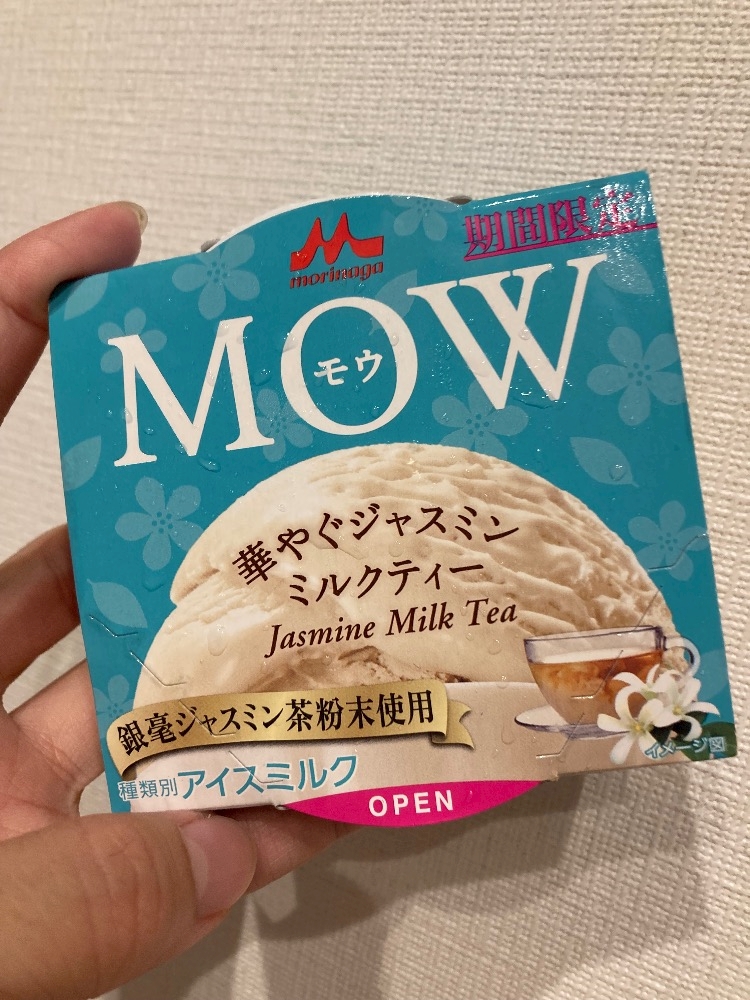 morinaga
期間限定
MOW
モウ
華やぐジャスミン
ミルクティー
Jasmine Milk Tea
銀毫ジャスミン茶粉末使用
種類別アイスミルク
イメージ図
OPEN